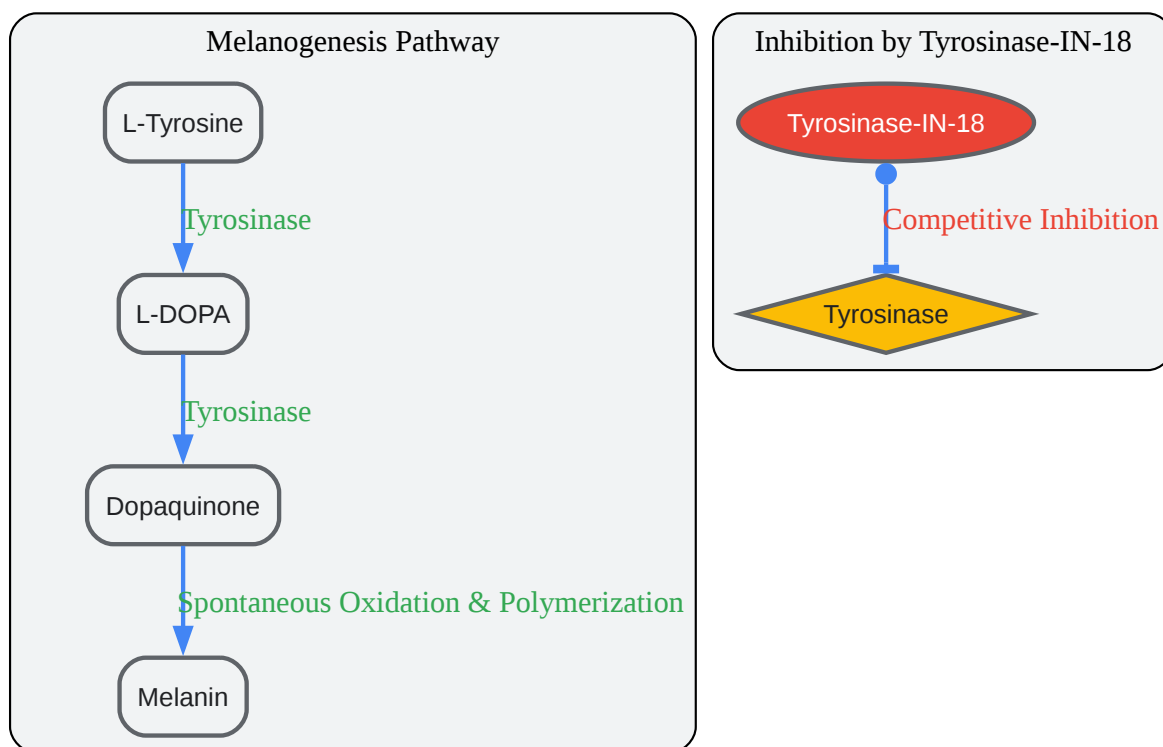 Melanogenesis Pathway
L-Tyrosine
Tyrosinase
L-DOPA
Tyrosinase
Dopaquinone
Spontaneous Oxidation & Polymerization
Melanin
Inhibition by Tyrosinase-IN-18
Tyrosinase-IN-18
Competitive Inhibition
Tyrosinase